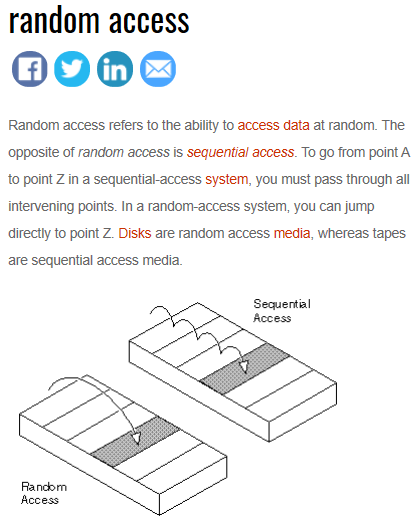 random access
Random access refers to the ability to access data at random. The
opposite of random access is sequential access. To go from point A
to point Z in a sequential-access system, you must pass through all
intervening points. In a random-access system, you can jump
directly to point Z. Disks are random access media, whereas tapes
are sequential access media.
Sequential
Access
Random
Access